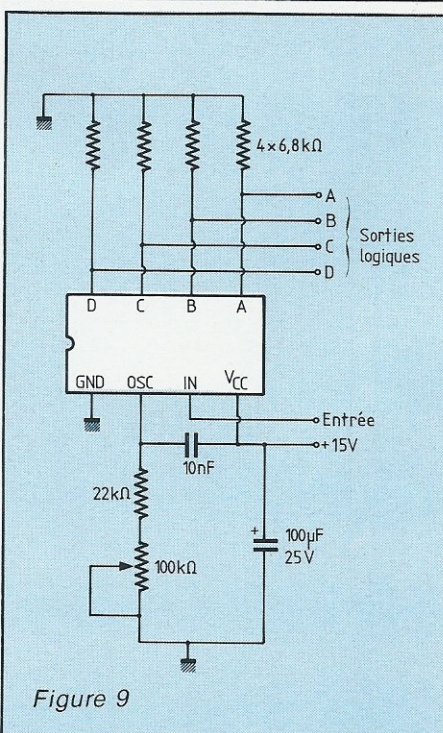 4×6,8kΩ
A
B
C
D
Sorties
logiques
D C B A
GND OSC IN VCC
Entrée
+15V
10nF
22kΩ
100kΩ
+
100µF
25V
Figure 9